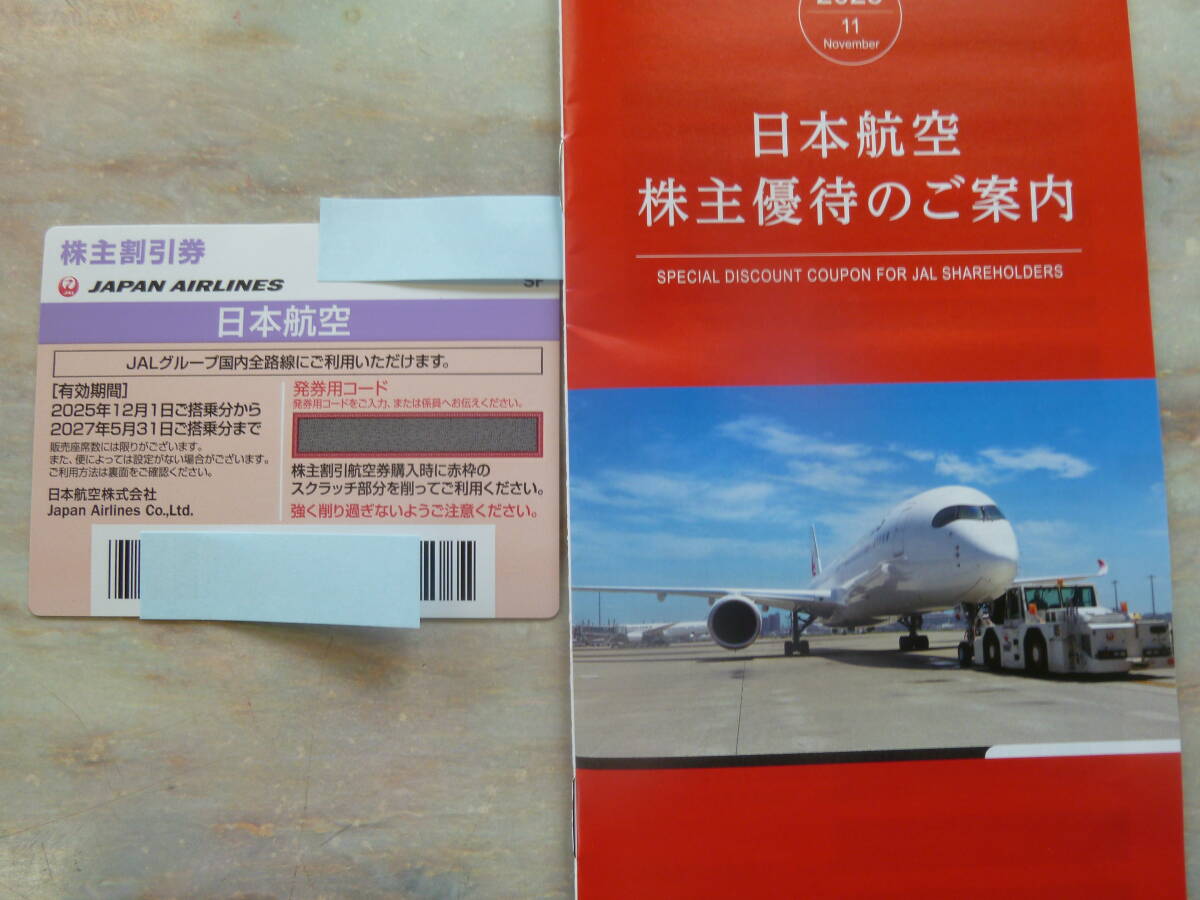 株主割引券
JAL
JAPAN AIRLINES
日本航空
JALグループ国内全路線にご利用いただけます。
[有効期間]
2025年12月1日ご搭乗分から
2027年5月31日ご搭乗分まで
販売座席数には限りがございます。
また、便によっては設定がない場合がございます。
ご利用方法は裏面をご確認ください。
日本航空株式会社
Japan Airlines Co.,Ltd.
発券用コード
発券用コードをご入力、または係員へお伝えください。
株主割引航空券購入時に赤枠の
スクラッチ部分を削ってご利用ください。
強く削り過ぎないようご注意ください。
11
November
日本航空
株主優待のご案内
SPECIAL DISCOUNT COUPON FOR JAL SHAREHOLDERS